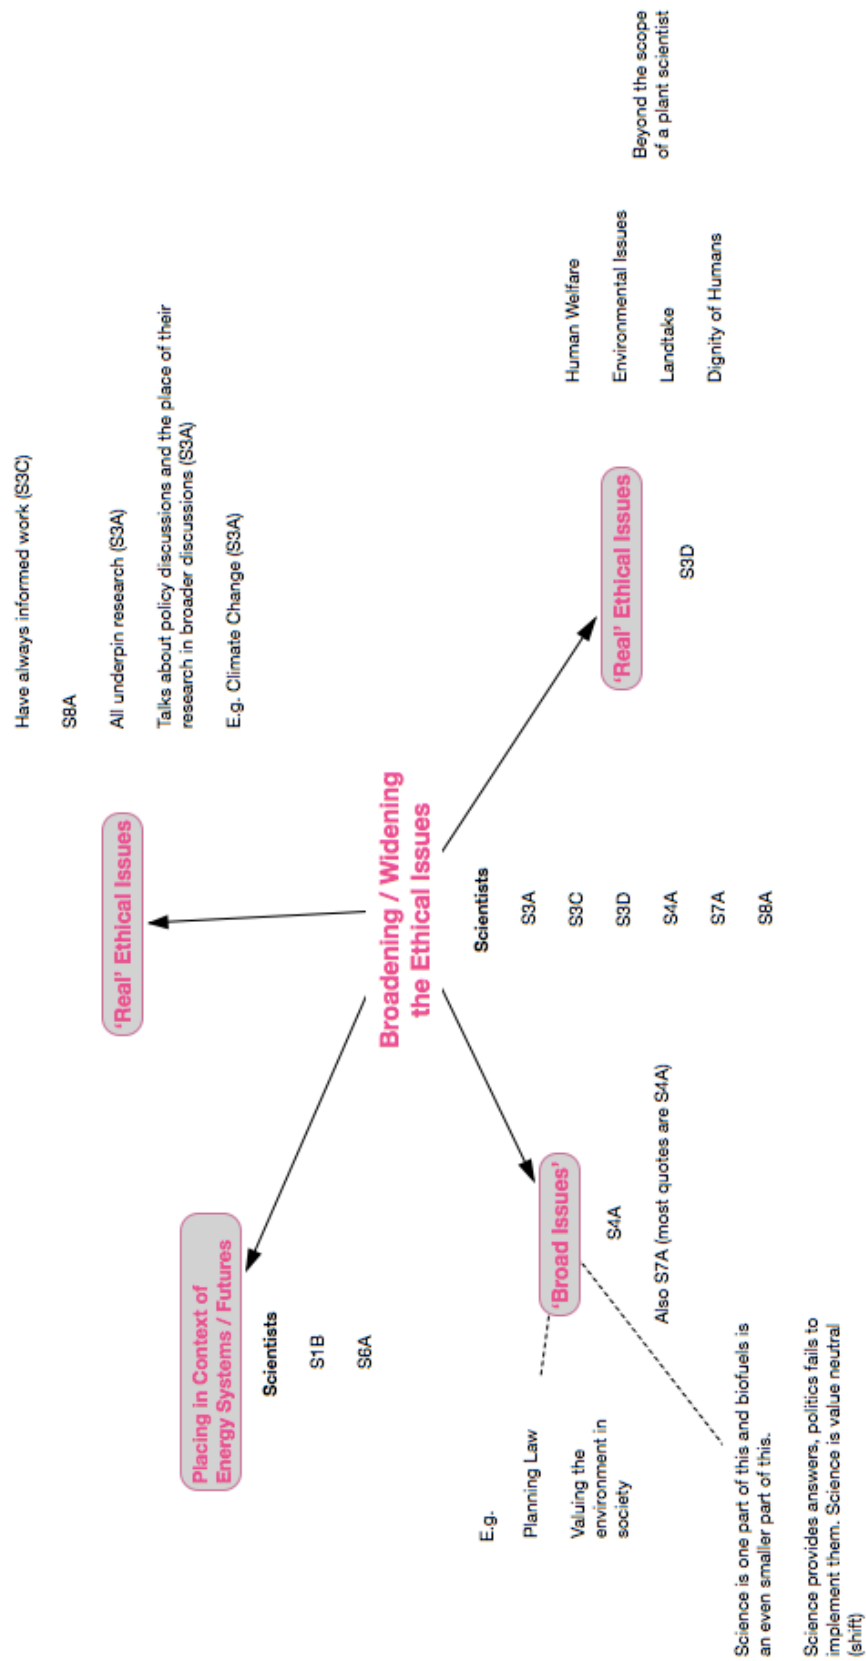 Have always informed work (S3C)
S8A
All underpin research (S3A)
Talks about policy discussions and the place of their
research in broader discussions (S3A)
E.g. Climate Change (S3A)
'Real' Ethical Issues
Placing in Context of
Energy Systems / Futures
Scientists
S1B
S6A
Broadening / Widening
the Ethical Issues
Scientists
S3A
S3C
S3D
S4A
S7A
S8A
'Broad Issues'
S4A
Also S7A (most quotes are S4A)
E.g.
Planning Law
Valuing the
environment in
society
Science is one part of this and biofuels is
an even smaller part of this.
Science provides answers, politics fails to
implement them. Science is value neutral
(shift)
'Real' Ethical Issues
S3D
Human Welfare
Environmental Issues
Landtake
Dignity of Humans
Beyond the scope
of a plant scientist